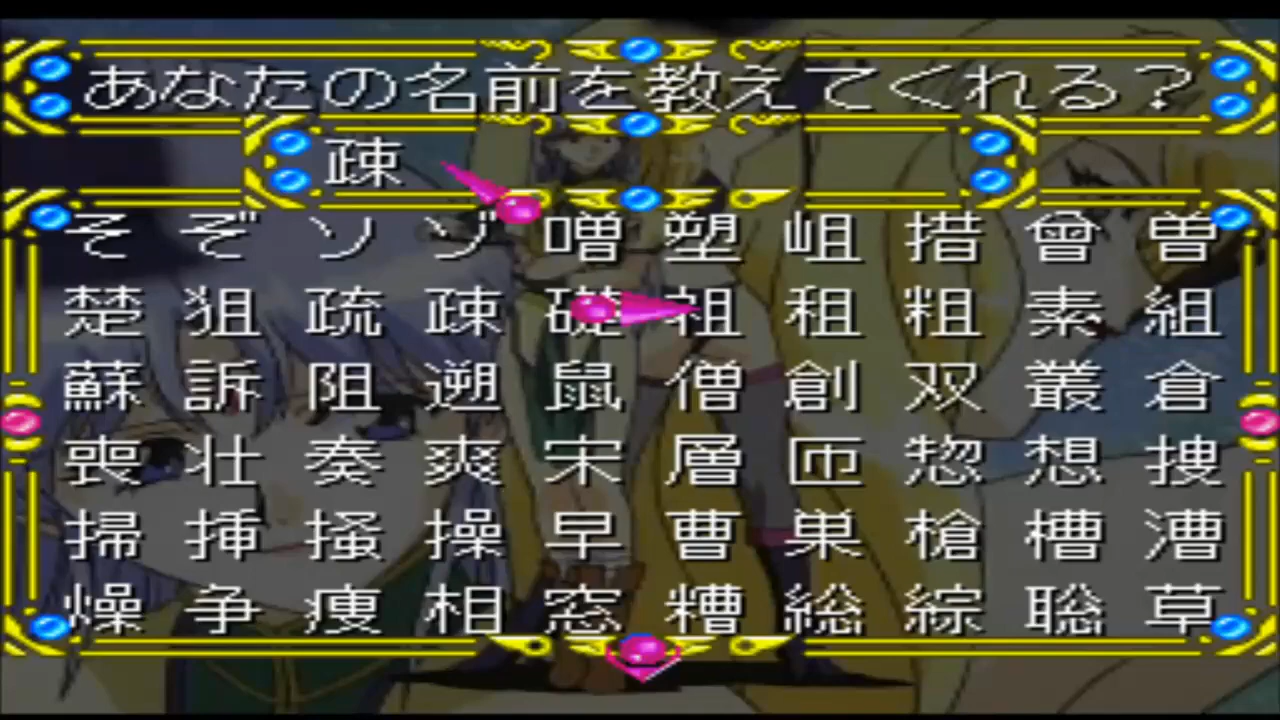 あなたの名前を教えてくれる？
疎
そ ぞ ソ ゾ 噌 塑 岨 措 曾 曽
楚 狙 疏 疎 礎 祖 租 粗 素 組
蘇 訴 阻 遡 鼠 僧 創 双 叢 倉
喪 壮 奏 爽 宋 層 匝 惣 想 捜
掃 挿 掻 操 早 曹 巣 槍 槽 漕
燥 争 痩 相 窓 糟 総 綜 聡 草